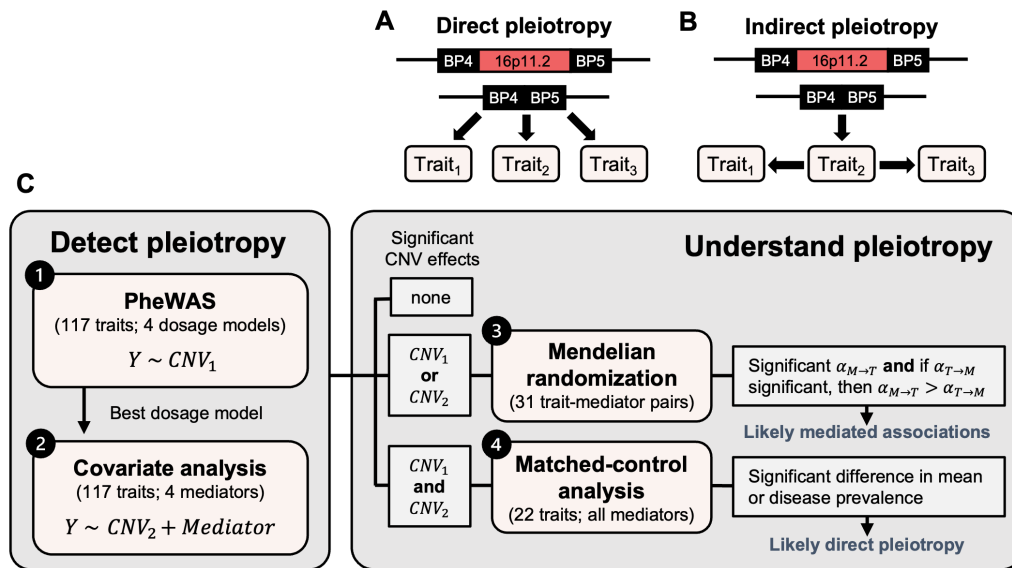 A
Direct pleiotropy
BP4 16p11.2 BP5
BP4 BP5
Trait₁ Trait₂ Trait₃
B
Indirect pleiotropy
BP4 16p11.2 BP5
BP4 BP5
Trait₁ Trait₂ Trait₃
C
Detect pleiotropy
1
PheWAS
(117 traits; 4 dosage models)
Y ~ CNV₁
Best dosage model
2
Covariate analysis
(117 traits; 4 mediators)
Y ~ CNV₂ + Mediator
Understand pleiotropy
Significant
CNV effects
none
CNV₁
or
CNV₂
3
Mendelian
randomization
(31 trait-mediator pairs)
Significant α_{M→T} and if α_{T→M}
significant, then α_{M→T} > α_{T→M}
Likely mediated associations
CNV₁
and
CNV₂
4
Matched-control
analysis
(22 traits; all mediators)
Significant difference in mean
or disease prevalence
Likely direct pleiotropy